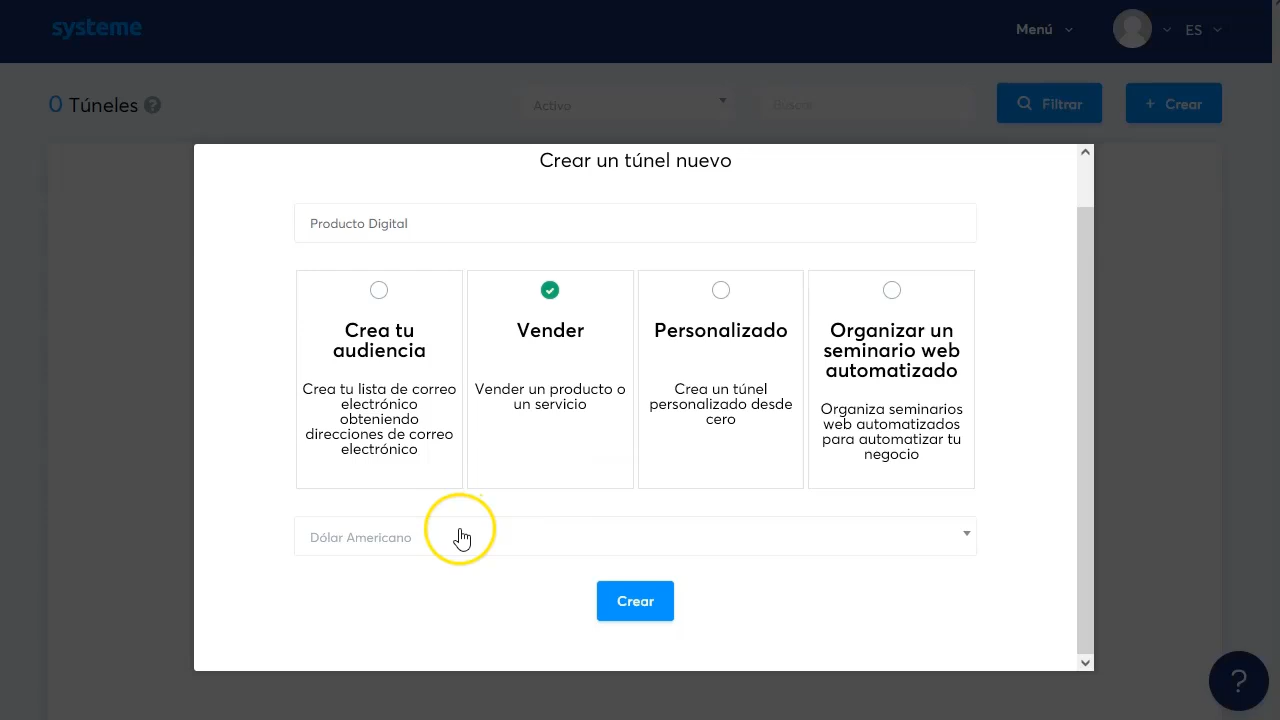 systeme
Menú
ES
0 Túneles ?
Activo
Buscar
Filtrar
+ Crear
Crear un túnel nuevo
Producto Digital
Crea tu
audiencia
Crea tu lista de correo
electrónico
obteniendo
direcciones de correo
electrónico
Vender
Vender un producto o
un servicio
Personalizado
Crea un túnel
personalizado desde
cero
Organizar un
seminario web
automatizado
Organiza seminarios
web automatizados
para automatizar tu
negocio
Dólar Americano
Crear
?